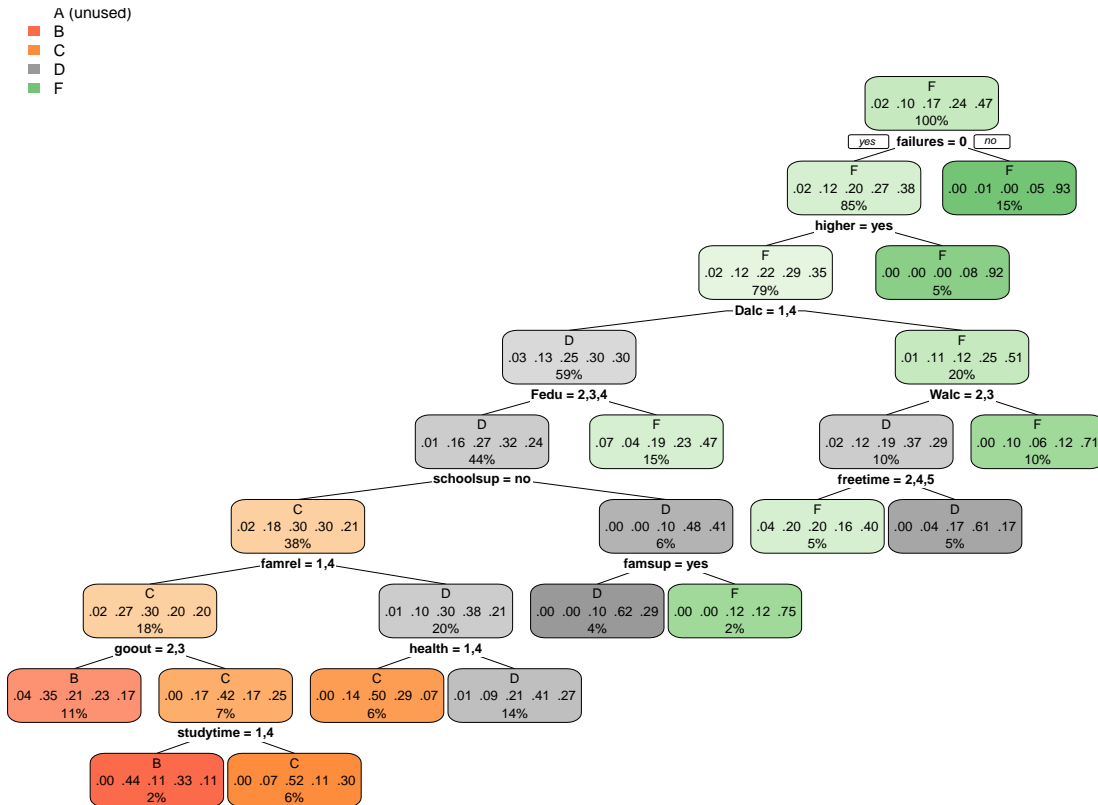 A (unused)
B
C
D
F
F
.02 .10 .17 .24 .47
100%
yes failures = 0 no
F
.02 .12 .20 .27 .38
85%
F
.00 .01 .00 .05 .93
15%
higher = yes
F
.02 .12 .22 .29 .35
79%
F
.00 .00 .00 .08 .92
5%
Dalc = 1,4
D
.03 .13 .25 .30 .30
59%
F
.01 .11 .12 .25 .51
20%
Fedu = 2,3,4
Walc = 2,3
D
.01 .16 .27 .32 .24
44%
F
.07 .04 .19 .23 .47
15%
D
.02 .12 .19 .37 .29
10%
F
.00 .10 .06 .12 .71
10%
schoolsup = no
freetime = 2,4,5
C
.02 .18 .30 .30 .21
38%
D
.00 .00 .10 .48 .41
6%
F
.04 .20 .20 .16 .40
5%
D
.00 .04 .17 .61 .17
5%
famrel = 1,4
famsup = yes
C
.02 .27 .30 .20 .20
18%
D
.01 .10 .30 .38 .21
20%
D
.00 .00 .10 .62 .29
4%
F
.00 .00 .12 .12 .75
2%
goout = 2,3
health = 1,4
B
.04 .35 .21 .23 .17
11%
C
.00 .17 .42 .17 .25
7%
C
.00 .14 .50 .29 .07
6%
D
.01 .09 .21 .41 .27
14%
studytime = 1,4
B
.00 .44 .11 .33 .11
2%
C
.00 .07 .52 .11 .30
6%